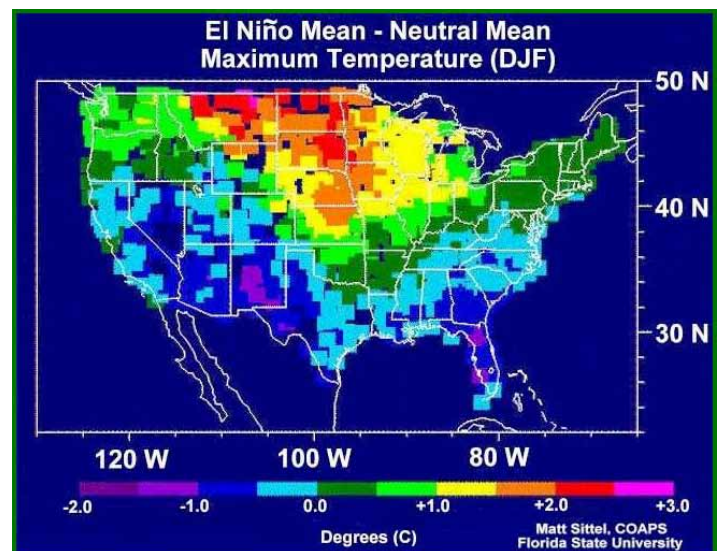 El Niño Mean - Neutral Mean
Maximum Temperature (DJF)
50 N
40 N
30 N
120 W 100 W 80 W
-2.0 -1.0 0.0 +1.0 +2.0 +3.0
Degrees (C)
Matt Sittel, COAPS
Florida State University